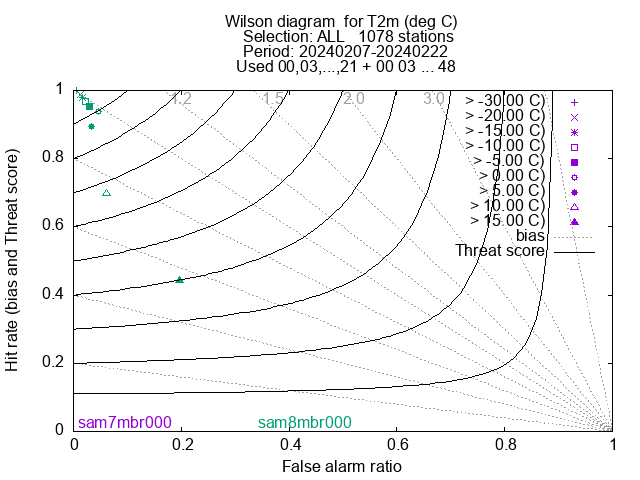 Wilson diagram  for T2m (deg C)
Selection: ALL   1078 stations
Period: 20240207-20240222
Used 00,03,...,21 + 00 03 ... 48
1
0.8
0.6
0.4
0.2
0
Hit rate (bias and Threat score)
1.2
1.5
2.0
3.0
> -30.00 C)
> -20.00 C)
> -15.00 C)
> -10.00 C)
> -5.00 C)
> 0.00 C)
> 5.00 C)
> 10.00 C)
> 15.00 C)
bias
Threat score
sam7mbr000
sam8mbr000
0
0.2
0.4
0.6
0.8
1
False alarm ratio